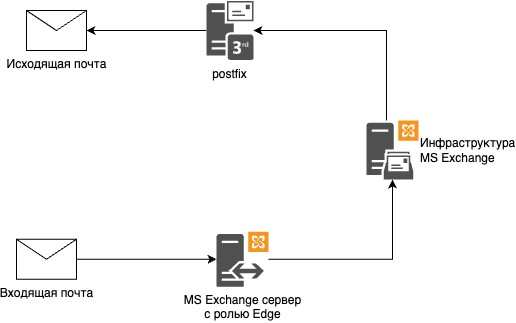 Исходящая почта
3rd
postfix
Инфраструктура
MS Exchange
Входящая почта
MS Exchange сервер
с ролью Edge